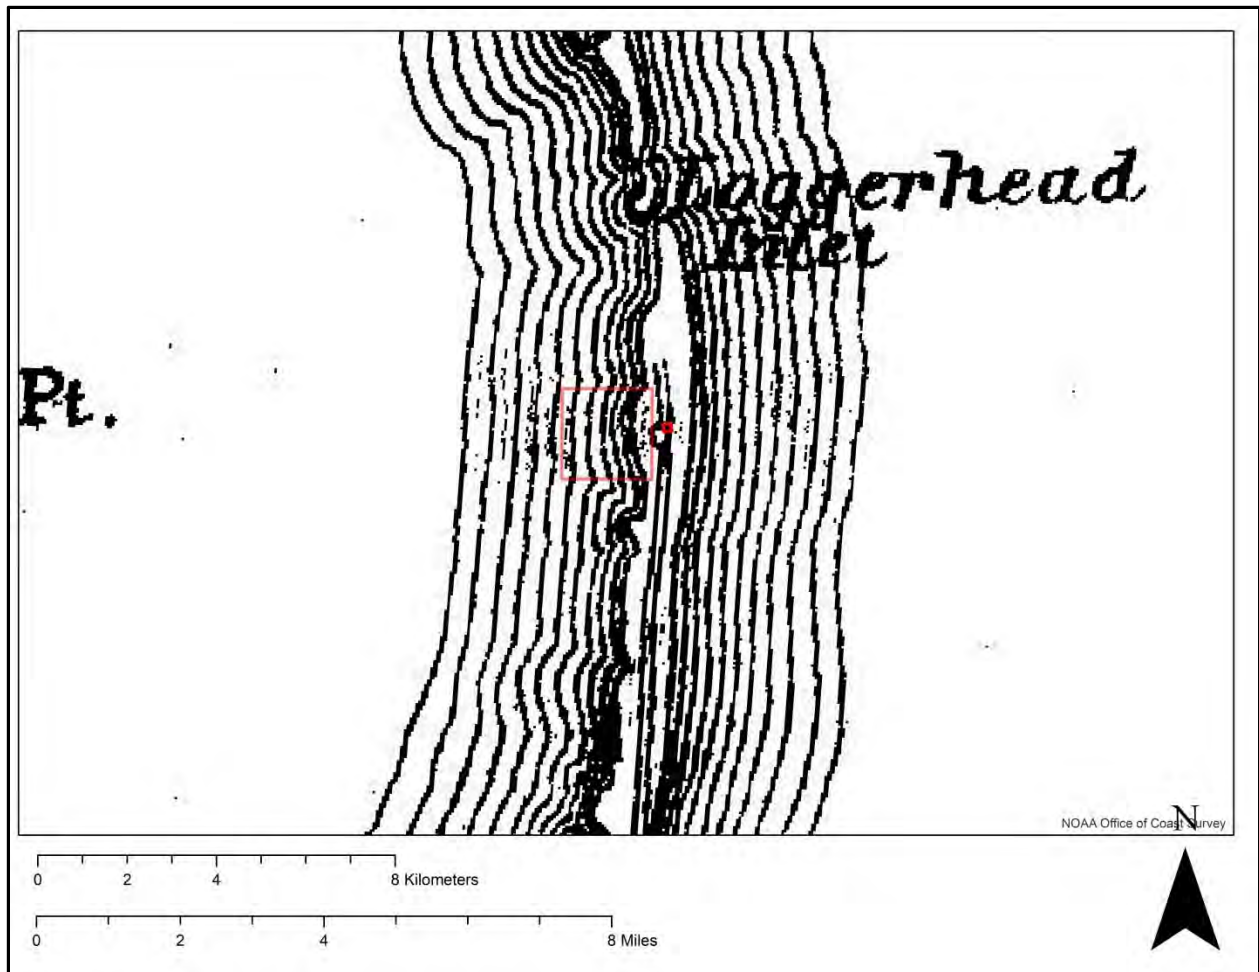 Loggerhead
Inlet
Pt.
N
NOAA Office of Coast Survey
0 2 4 8 Kilometers
0 2 4 8 Miles